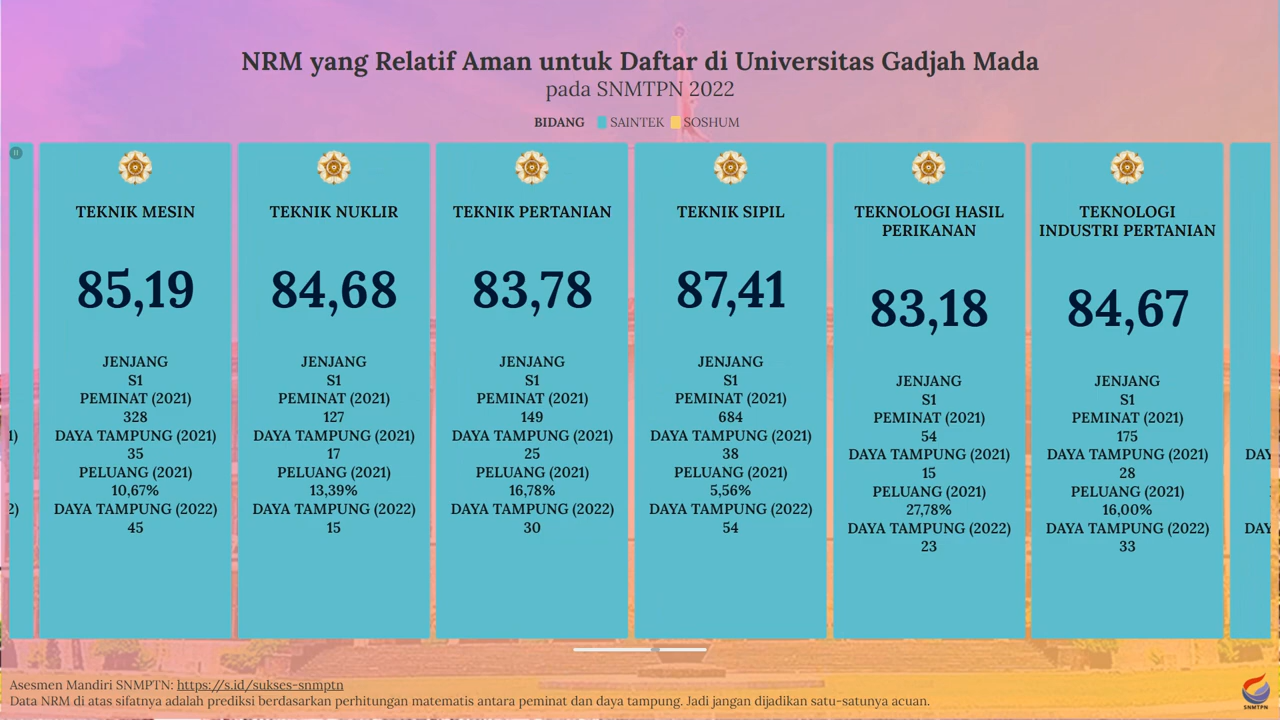 NRM yang Relatif Aman untuk Daftar di Universitas Gadjah Mada
pada SNMTPN 2022
BIDANG SAINTEK SOSHUM
TEKNIK MESIN
85,19
JENJANG
S1
PEMINAT (2021)
328
DAYA TAMPUNG (2021)
35
PELUANG (2021)
10,67%
DAYA TAMPUNG (2022)
45
TEKNIK NUKLIR
84,68
JENJANG
S1
PEMINAT (2021)
127
DAYA TAMPUNG (2021)
17
PELUANG (2021)
13,39%
DAYA TAMPUNG (2022)
15
TEKNIK PERTANIAN
83,78
JENJANG
S1
PEMINAT (2021)
149
DAYA TAMPUNG (2021)
25
PELUANG (2021)
16,78%
DAYA TAMPUNG (2022)
30
TEKNIK SIPIL
87,41
JENJANG
S1
PEMINAT (2021)
684
DAYA TAMPUNG (2021)
38
PELUANG (2021)
5,56%
DAYA TAMPUNG (2022)
54
TEKNOLOGI HASIL
PERIKANAN
83,18
JENJANG
S1
PEMINAT (2021)
54
DAYA TAMPUNG (2021)
15
PELUANG (2021)
27,78%
DAYA TAMPUNG (2022)
23
TEKNOLOGI
INDUSTRI PERTANIAN
84,67
JENJANG
S1
PEMINAT (2021)
175
DAYA TAMPUNG (2021)
28
PELUANG (2021)
16,00%
DAYA TAMPUNG (2022)
33
Asesmen Mandiri SNMPTN: https://s.id/sukses-snmptn
Data NRM di atas sifatnya adalah prediksi berdasarkan perhitungan matematis antara peminat dan daya tampung. Jadi jangan dijadikan satu-satunya acuan.
SNMTPN